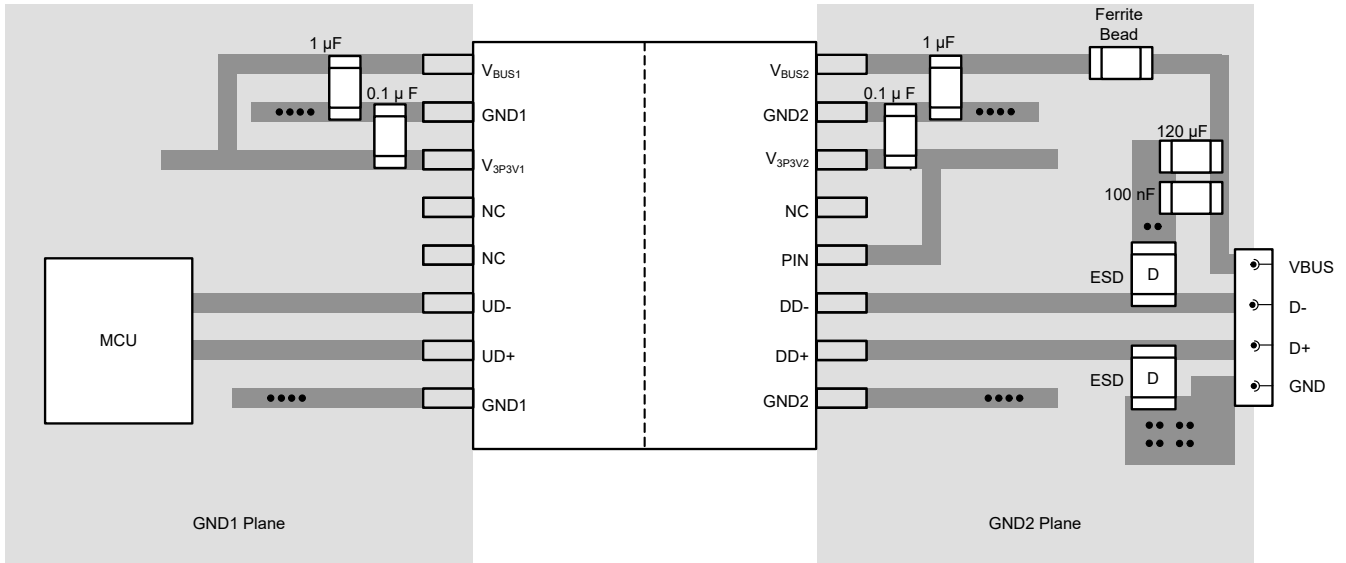 Ferrite
Bead
1 µF
1 µF
VBUS1
VBUS2
0.1 µ F
0.1 µ F
GND1
GND2
120 µF
V3P3V1
V3P3V2
100 nF
NC
NC
NC
PIN
ESD
D
VBUS
MCU
UD-
DD-
D-
UD+
DD+
D+
ESD
D
GND
GND1
GND2
GND1 Plane
GND2 Plane